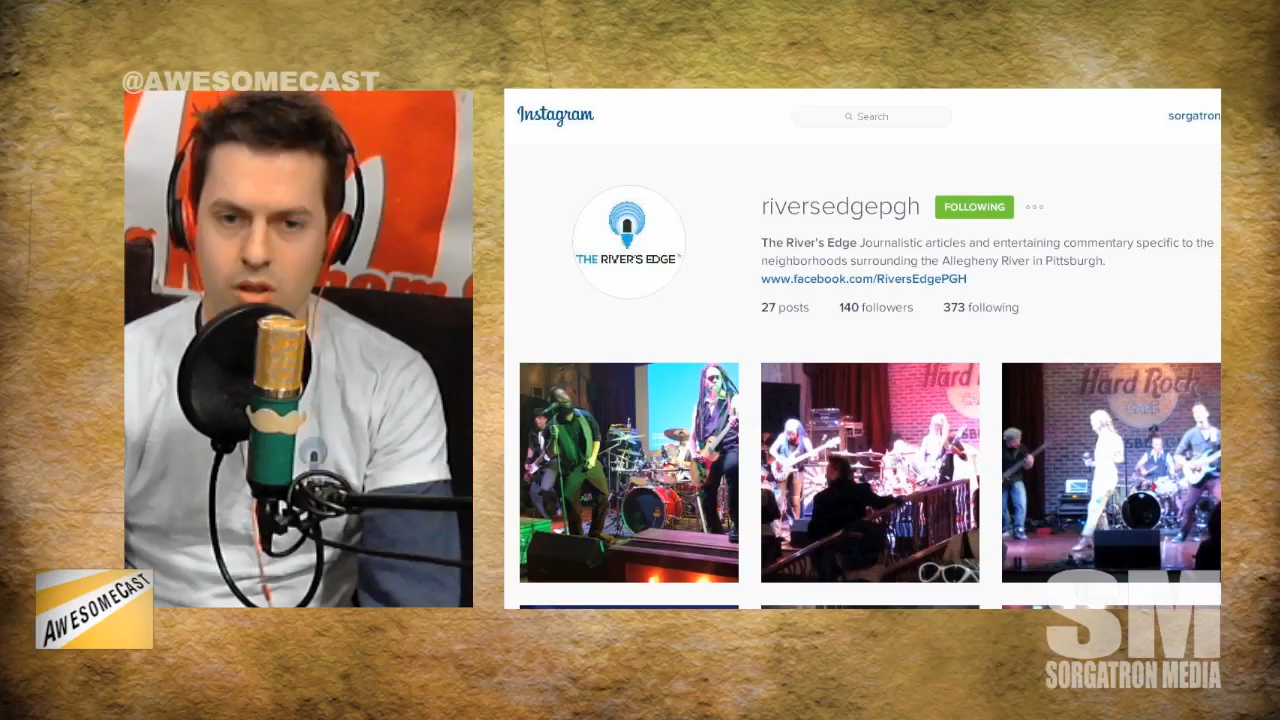 @AWESOMECAST
Instagram
Search
sorgatron
riversedgepgh
FOLLOWING
The River's Edge Journalistic articles and entertaining commentary specific to the
neighborhoods surrounding the Allegheny River in Pittsburgh.
www.facebook.com/RiversEdgePGH
27 posts 140 followers 373 following
THE RIVER'S EDGE
Hard
Hard Rock
CAFE
AWESOMECAST
SM
SORGATRON MEDIA